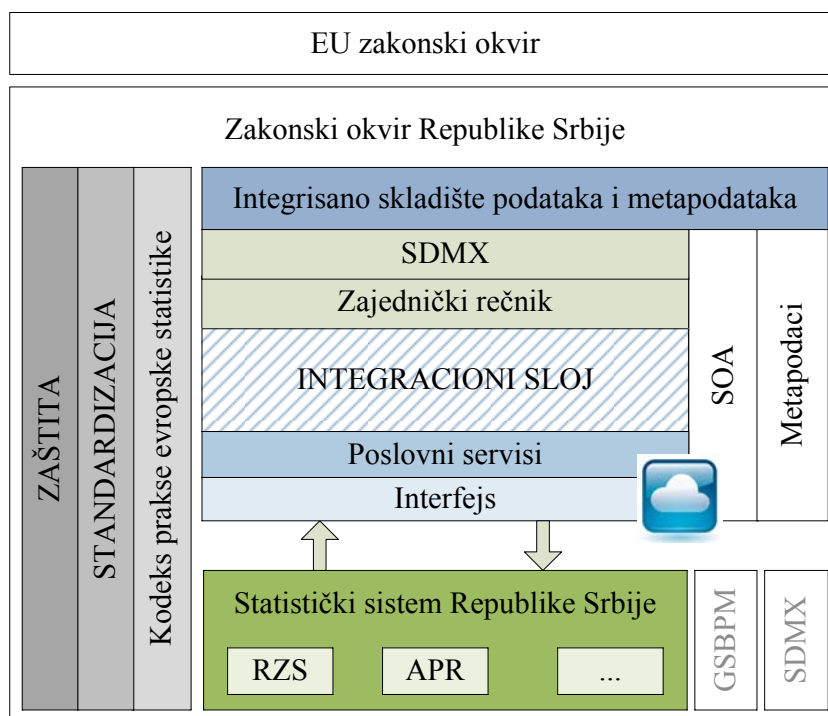 EU zakonski okvir
Zakonski okvir Republike Srbije
ZAŠTITA
STANDARDIZACIJA
Kodeks prakse evropske statistike
Integrisano skladište podataka i metapodataka
SDMX
Zajednički rečnik
INTEGRACIONI SLOJ
Poslovni servisi
Interfejs
SOA
Metapodaci
Statistički sistem Republike Srbije
RZS
APR
...
GSBPM
SDMX